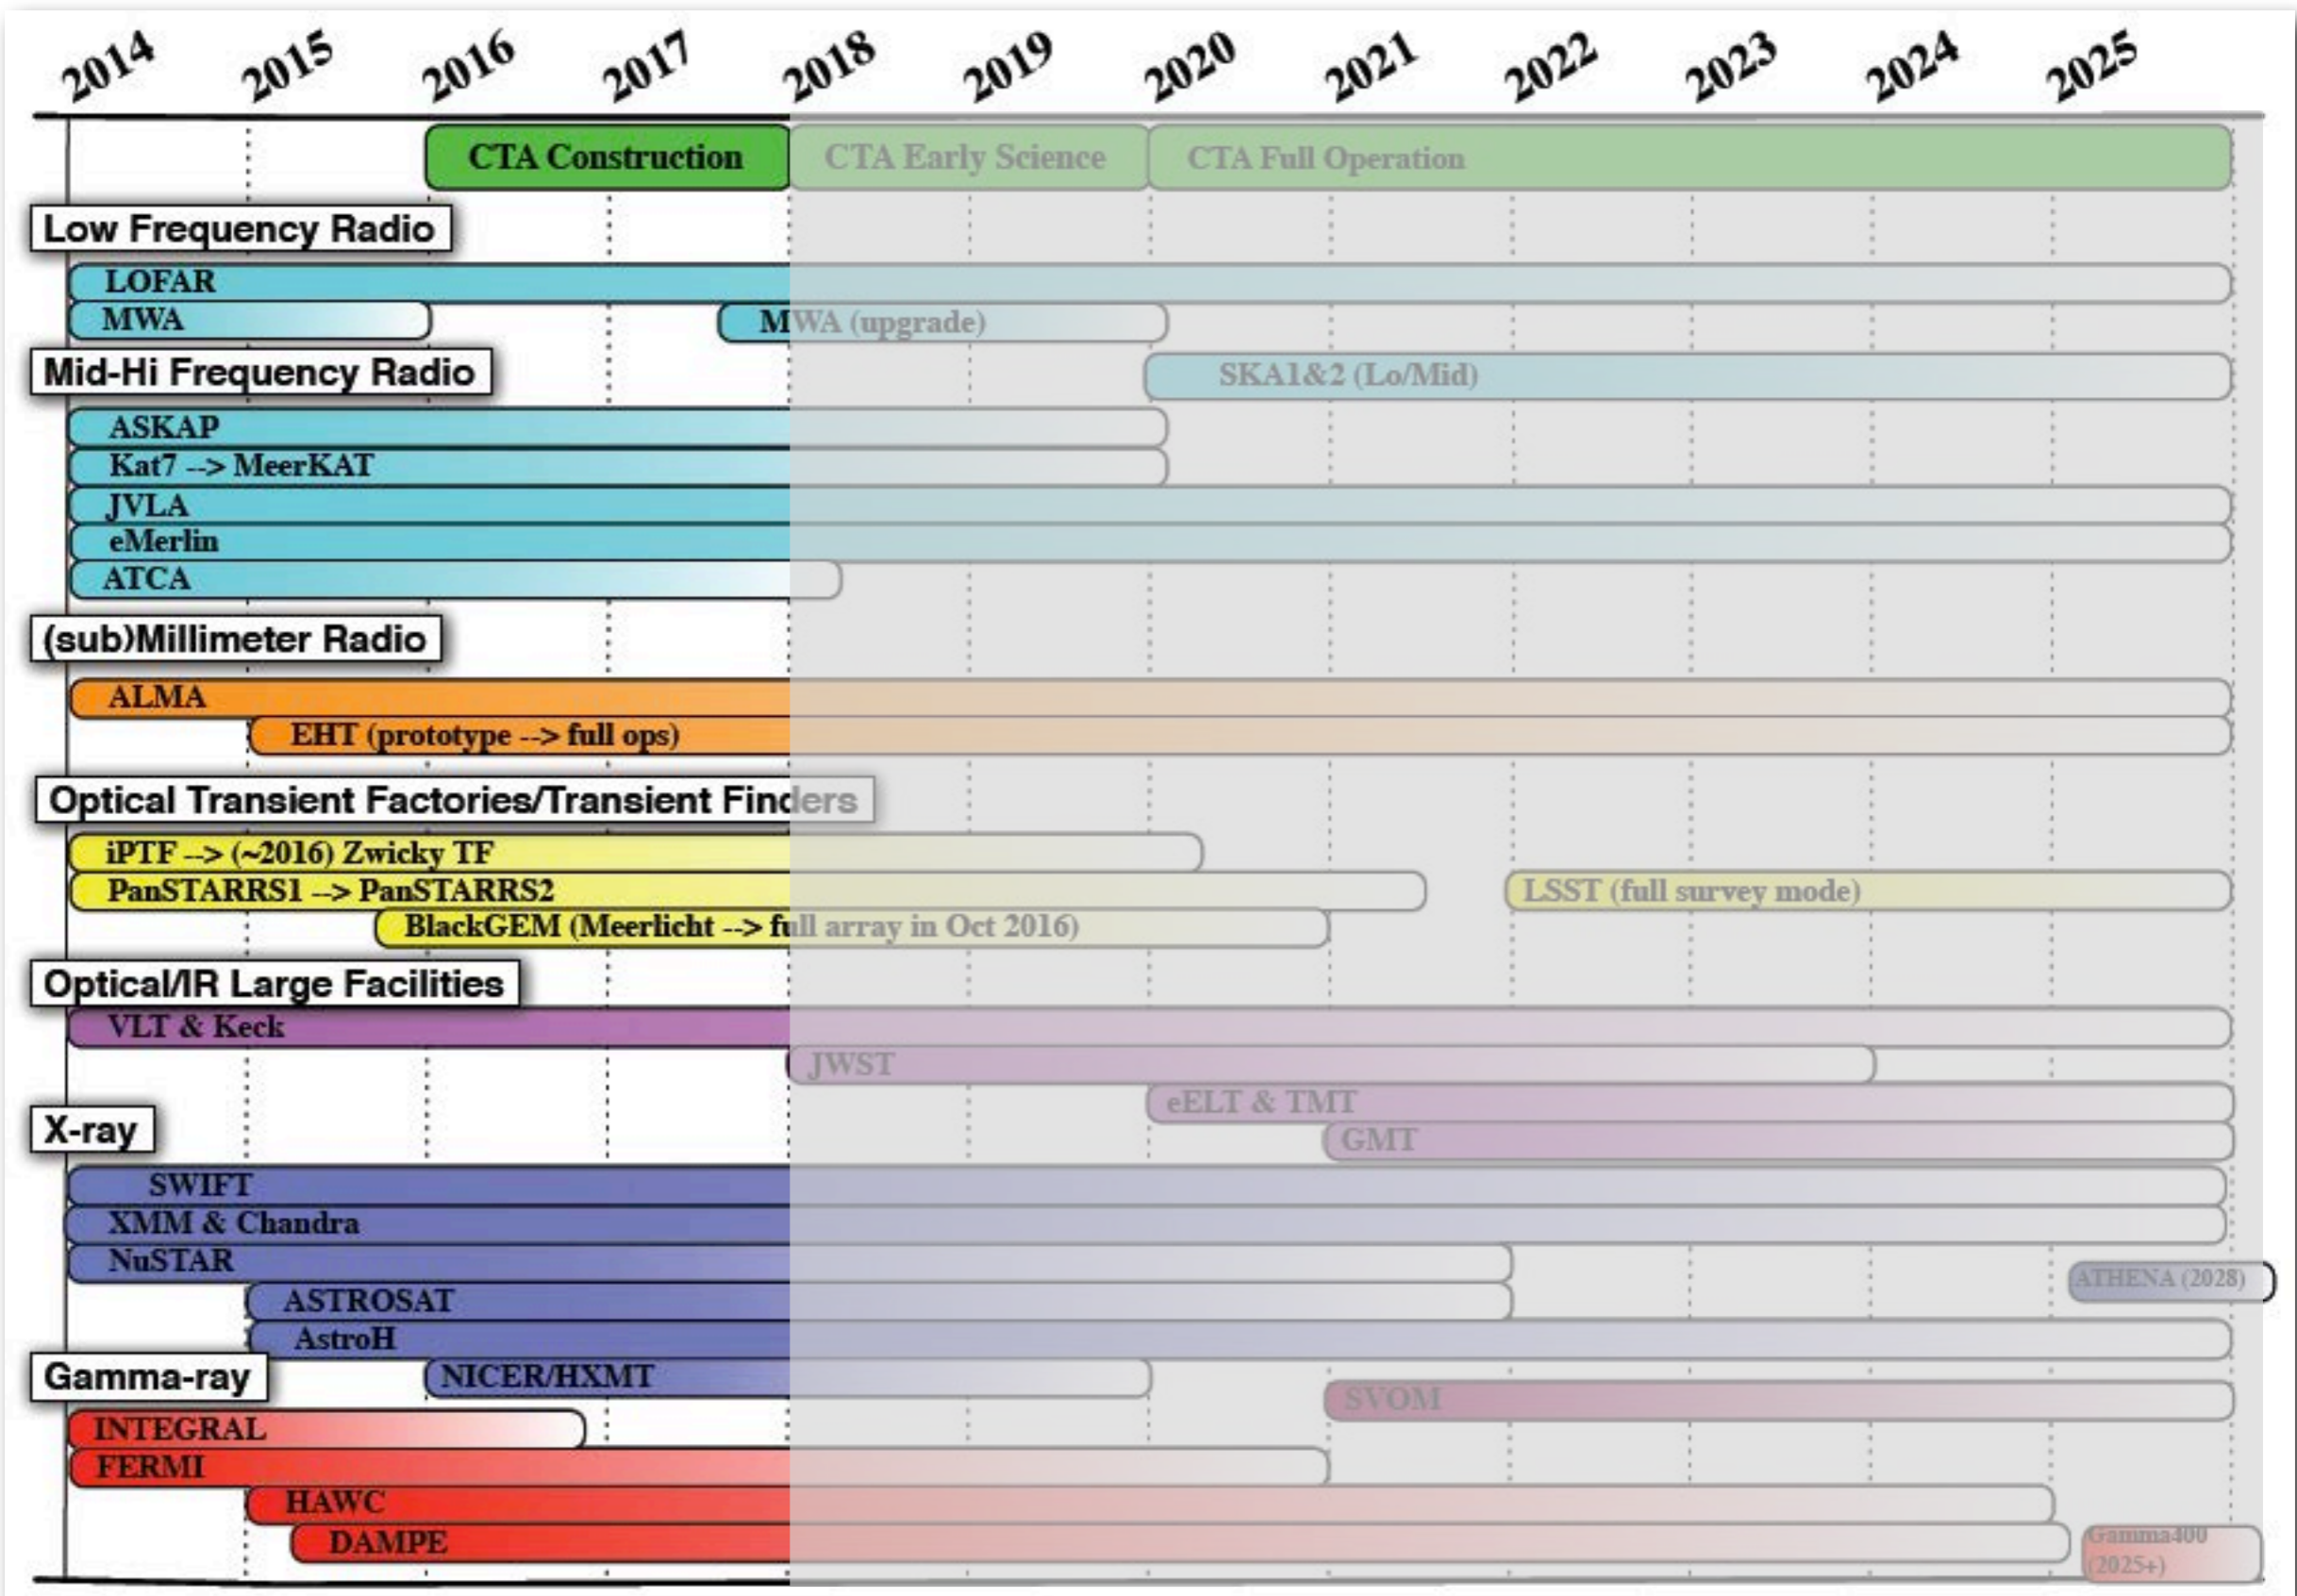 2014 2015 2016 2017 2018 2019 2020 2021 2022 2023 2024 2025
CTA Construction CTA Early Science CTA Full Operation
Low Frequency Radio
LOFAR
MWA MWA (upgrade)
Mid-Hi Frequency Radio SKA1&2 (Lo/Mid)
ASKAP
Kat7 --> MeerKAT
JVLA
eMerlin
ATCA
(sub)Millimeter Radio
ALMA
EHT (prototype --> full ops)
Optical Transient Factories/Transient Finders
iPTF --> (~2016) Zwicky TF
PanSTARRS1 --> PanSTARRS2 LSST (full survey mode)
BlackGEM (Meerlicht --> full array in Oct 2016)
Optical/IR Large Facilities
VLT & Keck
JWST
eELT & TMT
X-ray
GMT
SWIFT
XMM & Chandra
NuSTAR
ATHENA (2028)
ASTROSAT
AstroH
Gamma-ray NICER/HXMT
SVOM
INTEGRAL
FERMI
HAWC
DAMPE
Gamma400
(2025+)